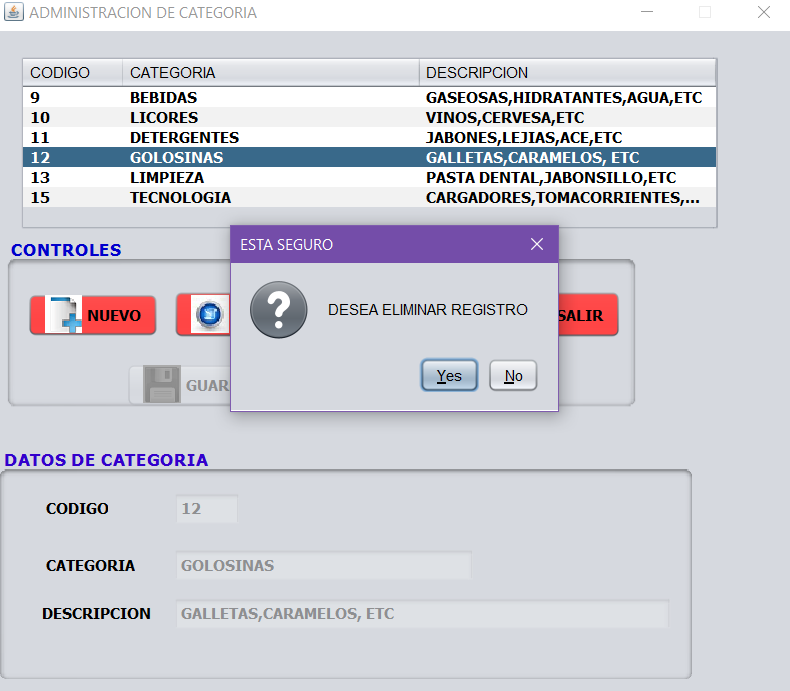 ADMINISTRACION DE CATEGORIA
CODIGO CATEGORIA DESCRIPCION
9 BEBIDAS GASEOSAS,HIDRATANTES,AGUA,ETC
10 LICORES VINOS,CERVESA,ETC
11 DETERGENTES JABONES,LEJIAS,ACE,ETC
12 GOLOSINAS GALLETAS,CARAMELOS, ETC
13 LIMPIEZA PASTA DENTAL,JABONSILLO,ETC
15 TECNOLOGIA CARGADORES,TOMACORRIENTES,...
CONTROLES
ESTA SEGURO
DESEA ELIMINAR REGISTRO
Yes No
NUEVO SALIR
GUAR
DATOS DE CATEGORIA
CODIGO 12
CATEGORIA GOLOSINAS
DESCRIPCION GALLETAS,CARAMELOS, ETC